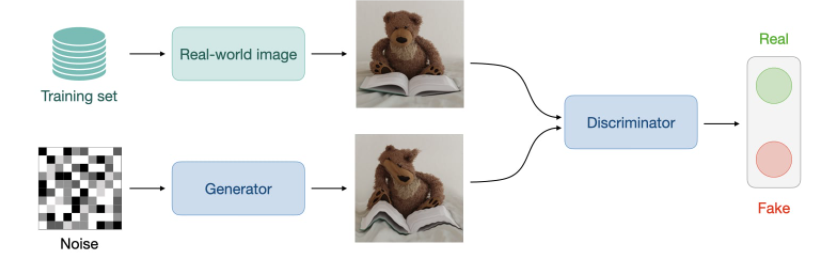 Training set
Real-world image
Noise
Generator
Discriminator
Real
Fake